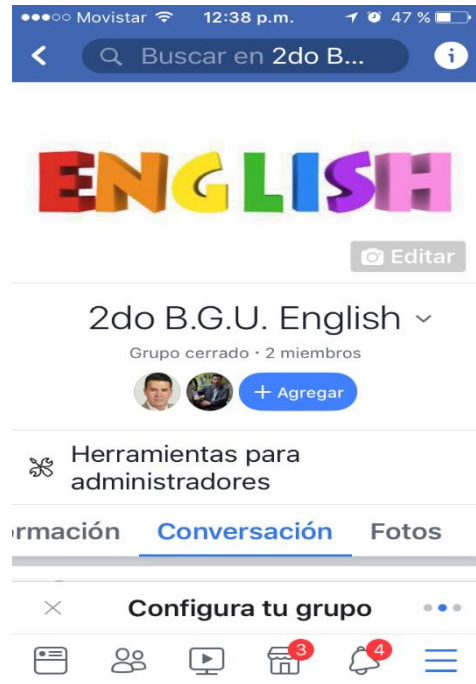 Movistar 12:38 p.m. 47 %
Buscar en 2do B...
ENGLISH
Editar
2do B.G.U. English
Grupo cerrado · 2 miembros
+ Agregar
Herramientas para
administradores
ormación Conversación Fotos
Configura tu grupo
3 4